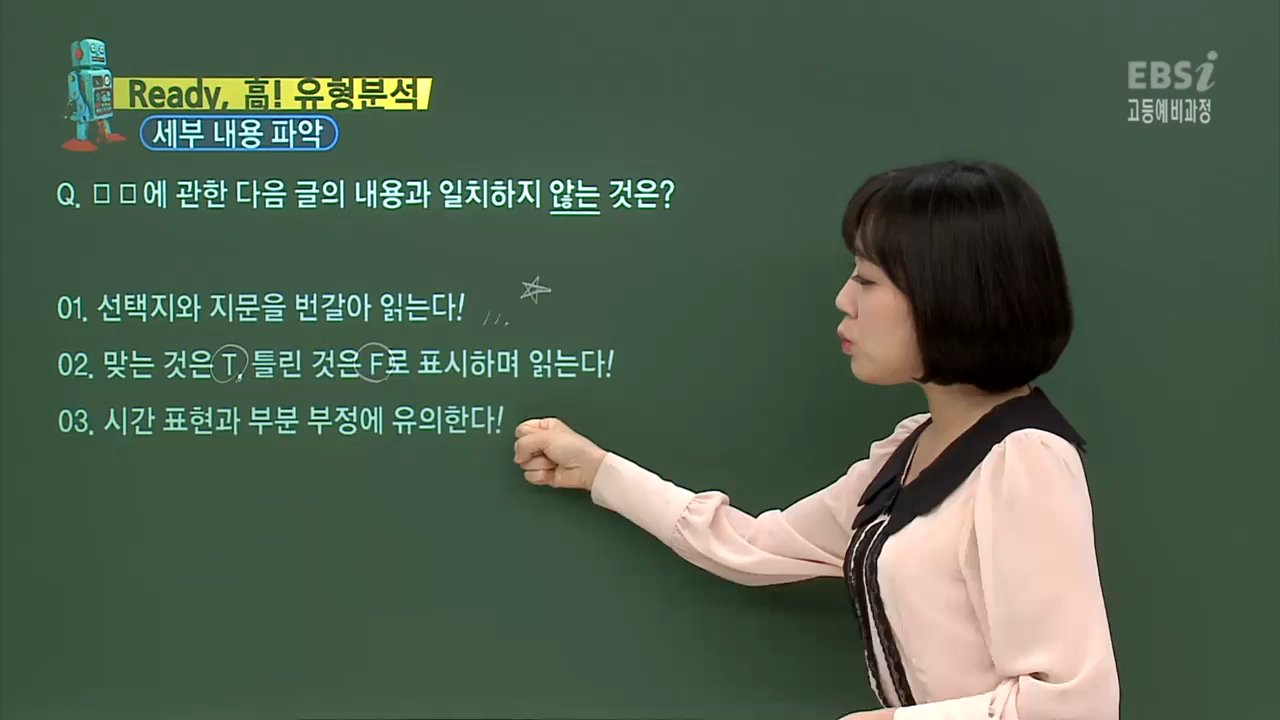 Ready, 高! 유형분석
EBSi
고등예비과정
세부 내용 파악
Q. □ □에 관한 다음 글의 내용과 일치하지 않는 것은?
01. 선택지와 지문을 번갈아 읽는다!
02. 맞는 것은 T, 틀린 것은 F로 표시하며 읽는다!
03. 시간 표현과 부분 부정에 유의한다!